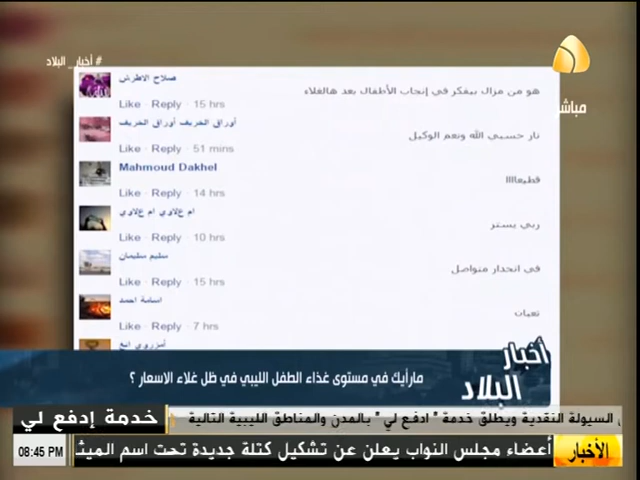 #أخبار_البلاد
مباشر
صلاح الاطرش
هو من مزال بيفكر في إنجاب الأطفال بعد هالغلاء
Like · Reply · 15 hrs
أوراق الخريف أوراق الخريف
نار حسبي الله ونعم الوكيل
Like · Reply · 51 mins
Mahmoud Dakhel
فظيعاااا
Like · Reply · 14 hrs
ام علاوي ام علاوي
ربي يستر
Like · Reply · 10 hrs
سليم سليمان
في انحدار متواصل
Like · Reply · 15 hrs
اسامة احمد
تعبان
Like · Reply · 7 hrs
أخبار البلاد
مارأيك في مستوى غذاء الطفل الليبي في ظل غلاء الاسعار ؟
خدمة إدفع لي
السيولة النقدية ويطلق خدمة " ادفع لي " بالمدن والمناطق الليبية التالية
08:45 PM
الأخبار
أعضاء مجلس النواب يعلن عن تشكيل كتلة جديدة تحت اسم